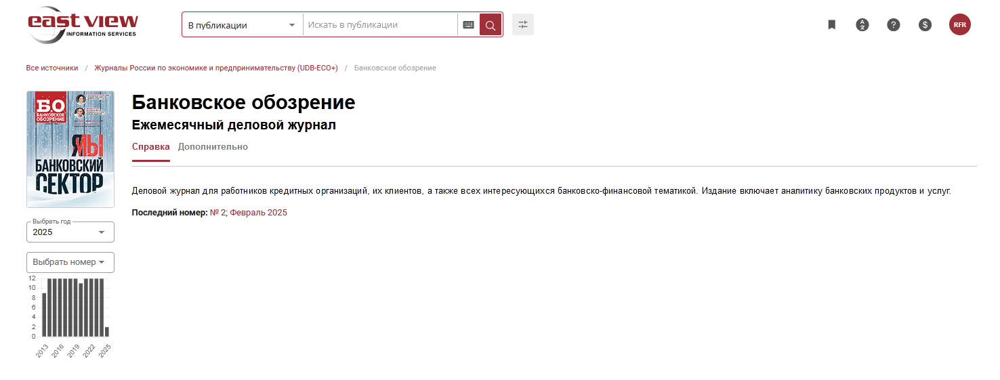 east view
INFORMATION SERVICES
В публикации
Искать в публикации
RFR
Все источники / Журналы России по экономике и предпринимательству (UDB-ECO+) / Банковское обозрение
Б.О
БАНКОВСКОЕ
ОБОЗРЕНИЕ
Я/МЫ
БАНКОВСКИЙ
СЕКТОР
Банковское обозрение
Ежемесячный деловой журнал
Справка Дополнительно
Деловой журнал для работников кредитных организаций, их клиентов, а также всех интересующихся банковско-финансовой тематикой. Издание включает аналитику банковских продуктов и услуг.
Последний номер: № 2; Февраль 2025
Выбрать год
2025
Выбрать номер
12
10
8
6
4
2
0
2013 2016 2019 2022 2025